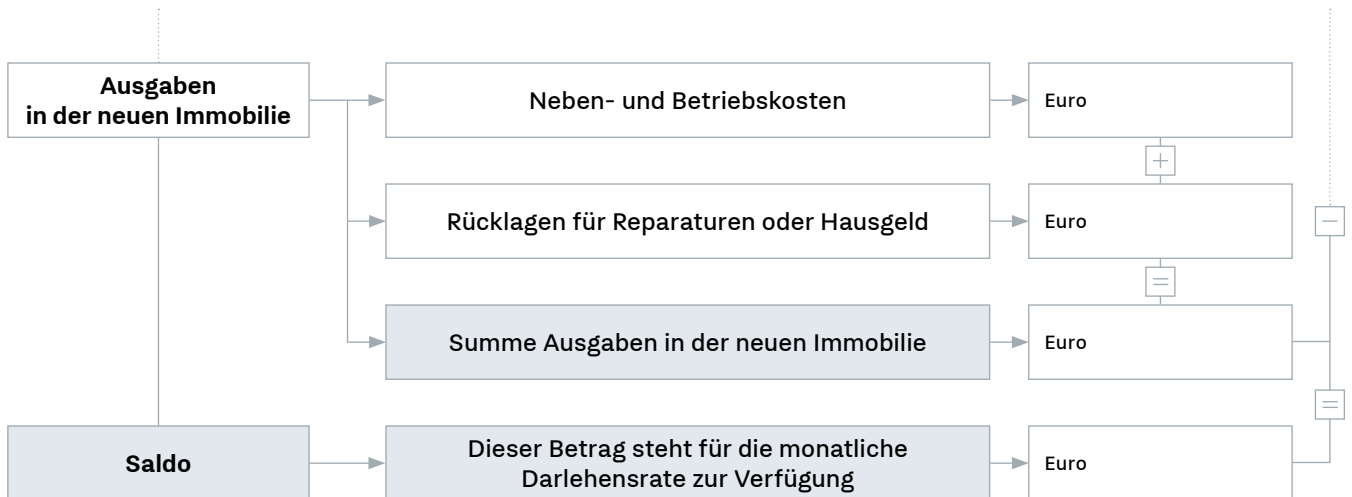 Ausgaben
in der neuen Immobilie
Neben- und Betriebskosten
Euro
+
Rücklagen für Reparaturen oder Hausgeld
Euro
−
=
Summe Ausgaben in der neuen Immobilie
Euro
=
Saldo
Dieser Betrag steht für die monatliche
Darlehensrate zur Verfügung
Euro